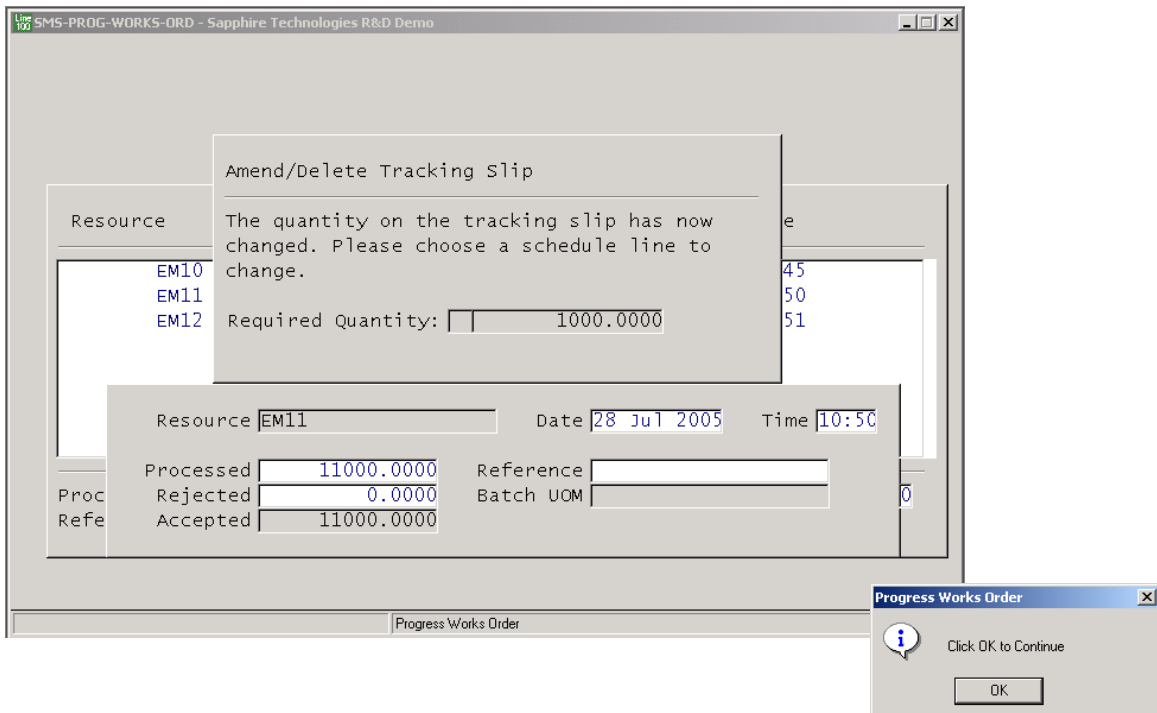 Line 100 SMS-PROG-WORKS-ORD - Sapphire Technologies R&D Demo
Amend/Delete Tracking Slip
Resource
The quantity on the tracking slip has now
changed. Please choose a schedule line to
change.
e
EM10 45
EM11 50
EM12 51
Required Quantity: 1000.0000
Resource EM11 Date 28 Jul 2005 Time 10:50
Processed 11000.0000 Reference
Rejected 0.0000 Batch UOM
Accepted 11000.0000
Proc 0
Refe
Progress Works Order
Progress Works Order
Click OK to Continue
OK